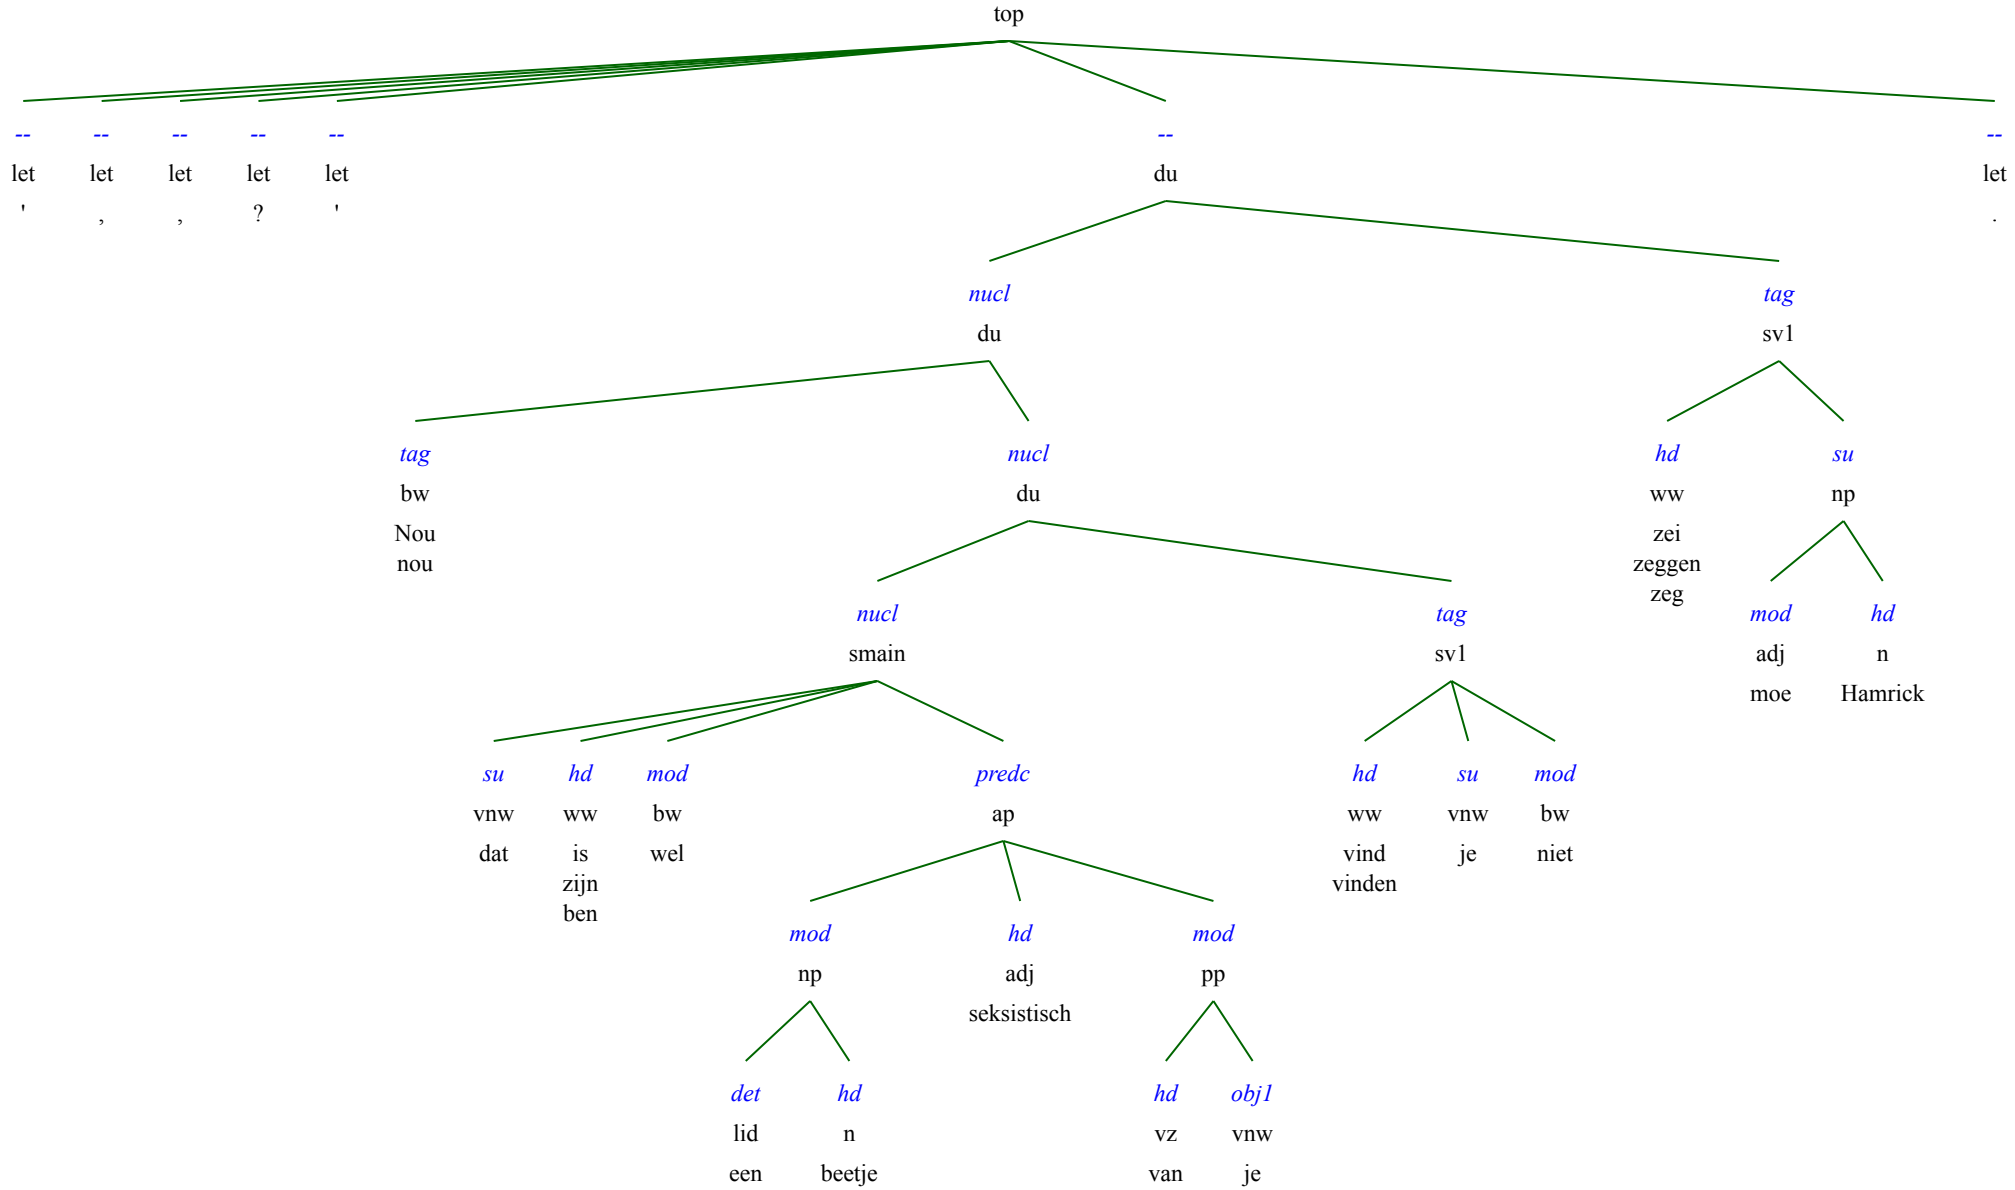 top
-- -- -- -- -- -- --
let let let let let du let
' , , ? ' .
nucl tag
du sv1
tag nucl hd su
bw du ww np
Nou zei
nou zeggen
zeg
nucl tag mod hd
smain sv1 adj n
moe Hamrick
su hd mod predc hd su mod
vnw ww bw ap ww vnw bw
dat is wel vind je niet
zijn vinden
ben
mod hd mod
np adj pp
seksistisch
det hd hd obj1
lid n vz vnw
een beetje van je